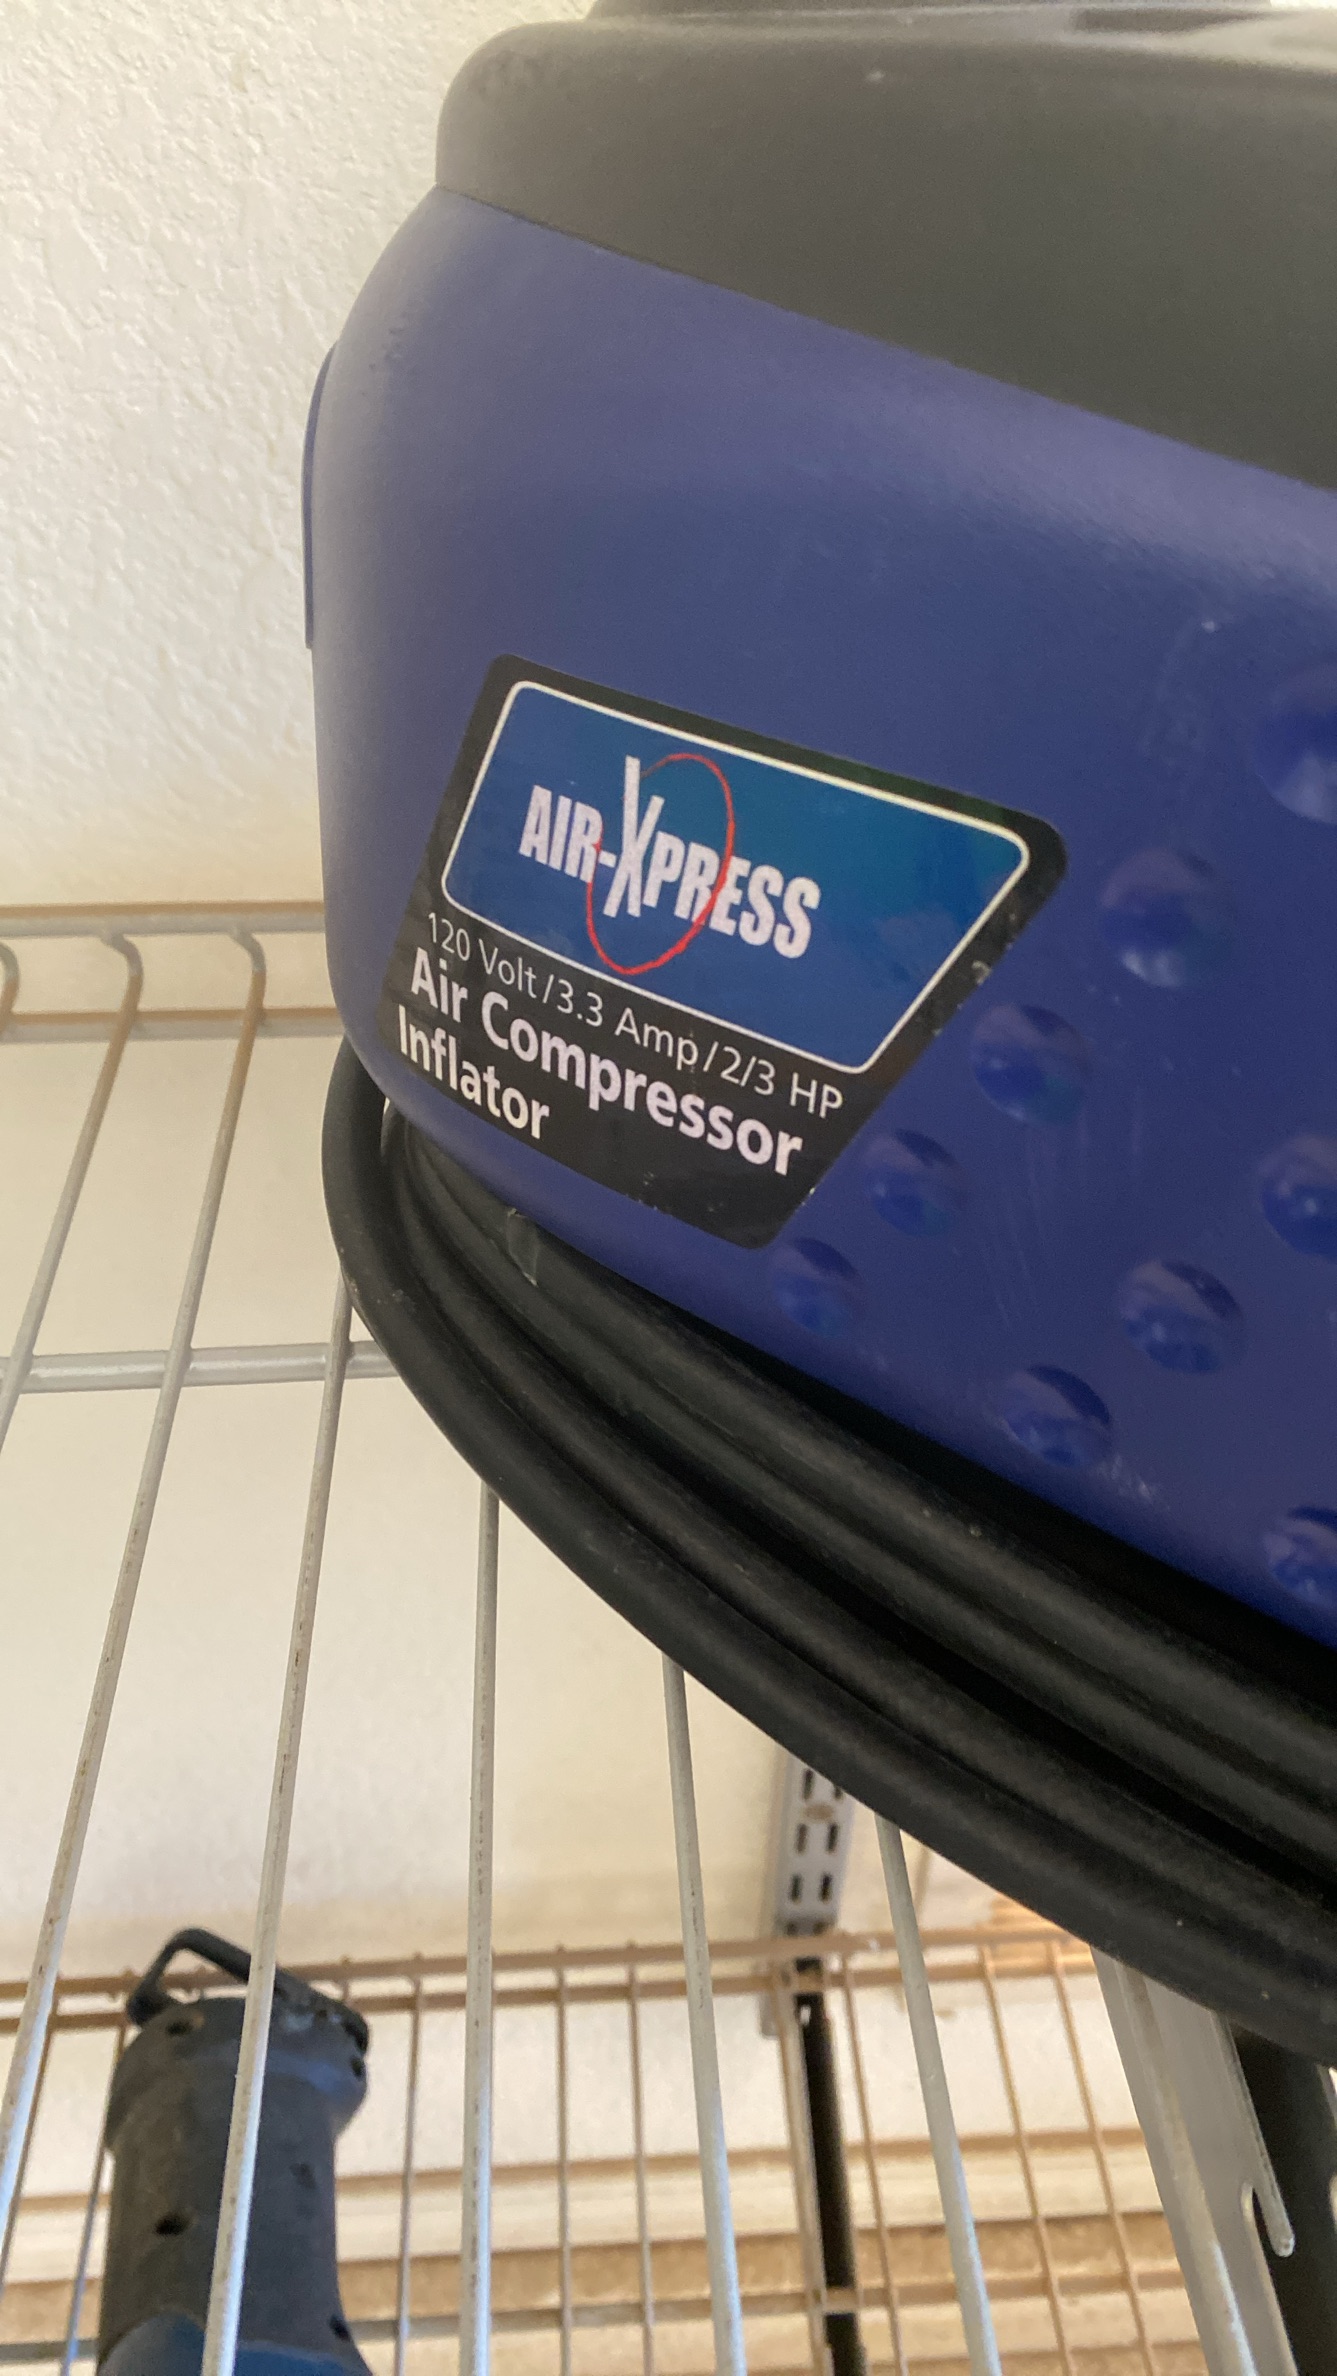 AIR-XPRESS
120 Volt/3.3 Amp/2/3 HP
Air Compressor
Inflator